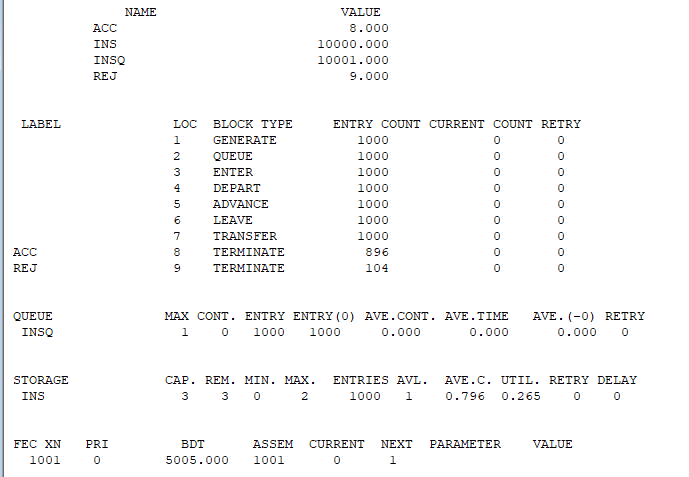 NAME VALUE
ACC 8.000
INS 10000.000
INSQ 10001.000
REJ 9.000
LABEL LOC BLOCK TYPE ENTRY COUNT CURRENT COUNT RETRY
1 GENERATE 1000 0 0
2 QUEUE 1000 0 0
3 ENTER 1000 0 0
4 DEPART 1000 0 0
5 ADVANCE 1000 0 0
6 LEAVE 1000 0 0
7 TRANSFER 1000 0 0
ACC 8 TERMINATE 896 0 0
REJ 9 TERMINATE 104 0 0
QUEUE MAX CONT. ENTRY ENTRY(0) AVE.CONT. AVE.TIME AVE.(-0) RETRY
INSQ 1 0 1000 1000 0.000 0.000 0.000 0
STORAGE CAP. REM. MIN. MAX. ENTRIES AVL. AVE.C. UTIL. RETRY DELAY
INS 3 3 0 2 1000 1 0.796 0.265 0 0
FEC XN PRI BDT ASSEM CURRENT NEXT PARAMETER VALUE
1001 0 5005.000 1001 0 1